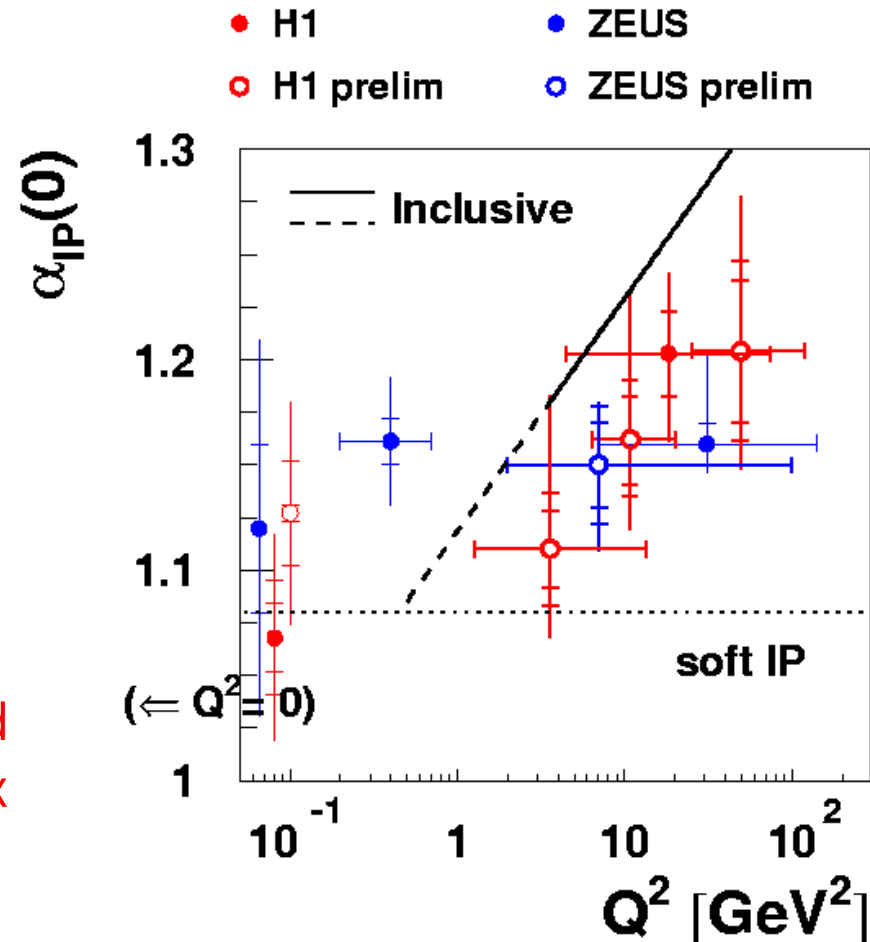 H1 ZEUS
H1 prelim ZEUS prelim
α_IP(0)
1.3
Inclusive
1.2
1.1
soft IP
(⇐ Q²=0)
1
d
x
10⁻¹ 1 10 10²
Q² [GeV²]